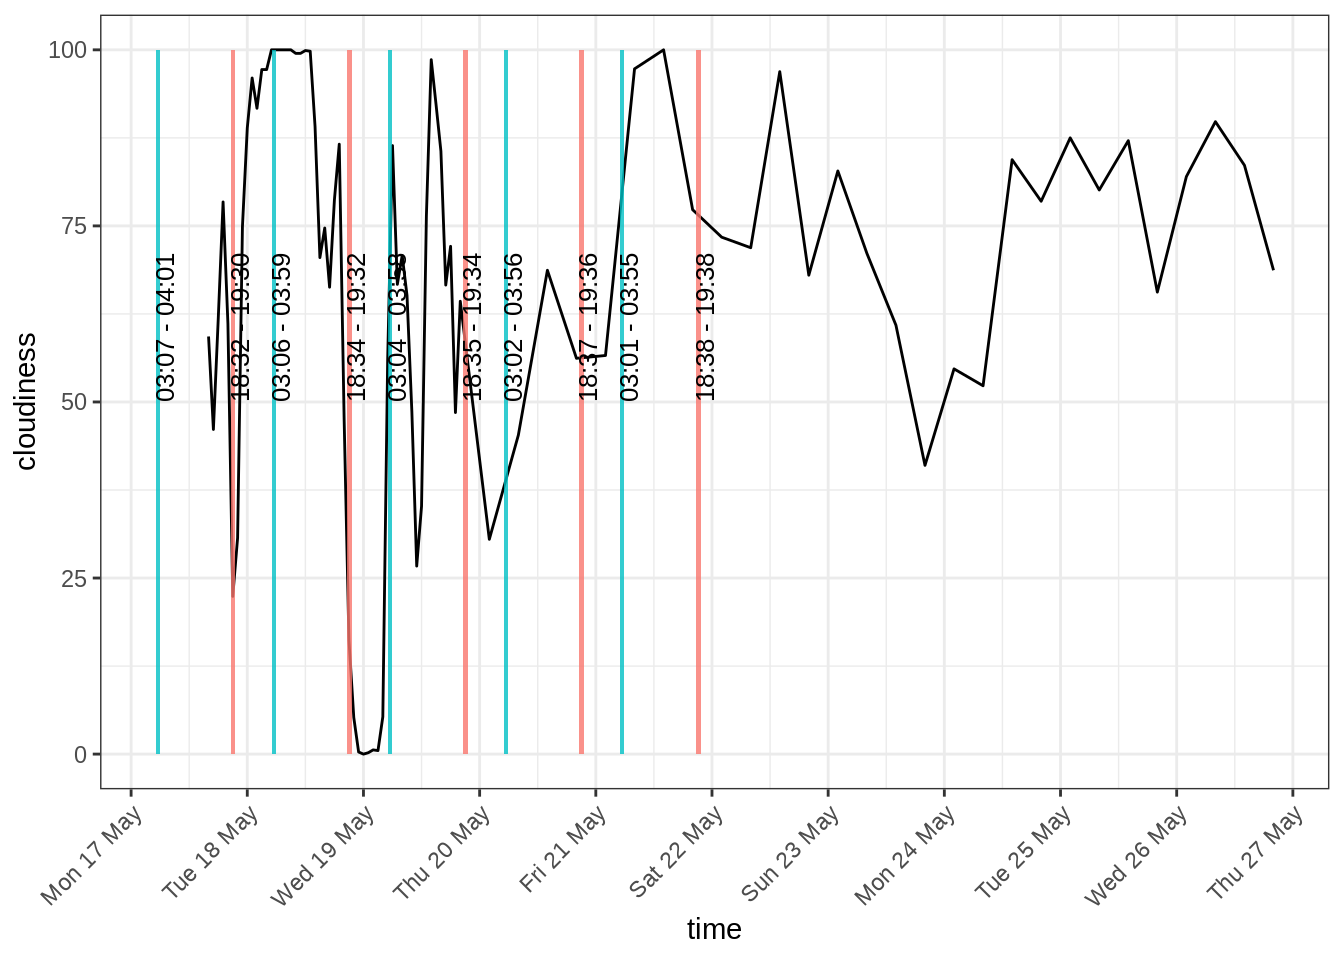 100
75
50
25
0
cloudiness
03:07 - 04:01
18:32 - 19:30
03:06 - 03:59
18:34 - 19:32
03:04 - 03:58
18:35 - 19:34
03:02 - 03:56
18:37 - 19:36
03:01 - 03:55
18:38 - 19:38
Mon 17 May
Tue 18 May
Wed 19 May
Thu 20 May
Fri 21 May
Sat 22 May
Sun 23 May
Mon 24 May
Tue 25 May
Wed 26 May
Thu 27 May
time